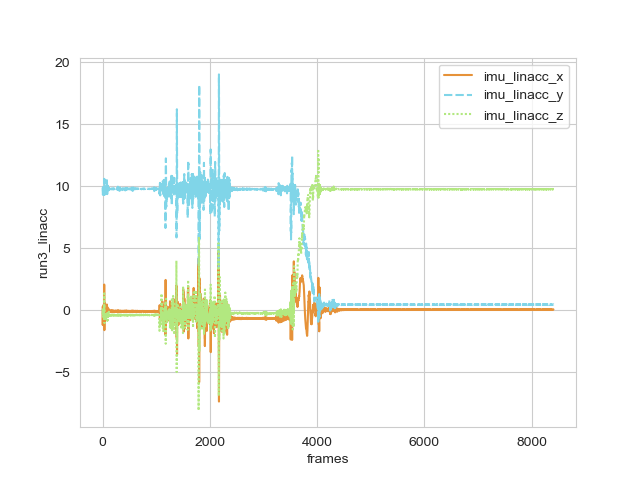 20
15
10
5
0
−5
0
2000
4000
6000
8000
run3_linacc
frames
imu_linacc_x
imu_linacc_y
imu_linacc_z